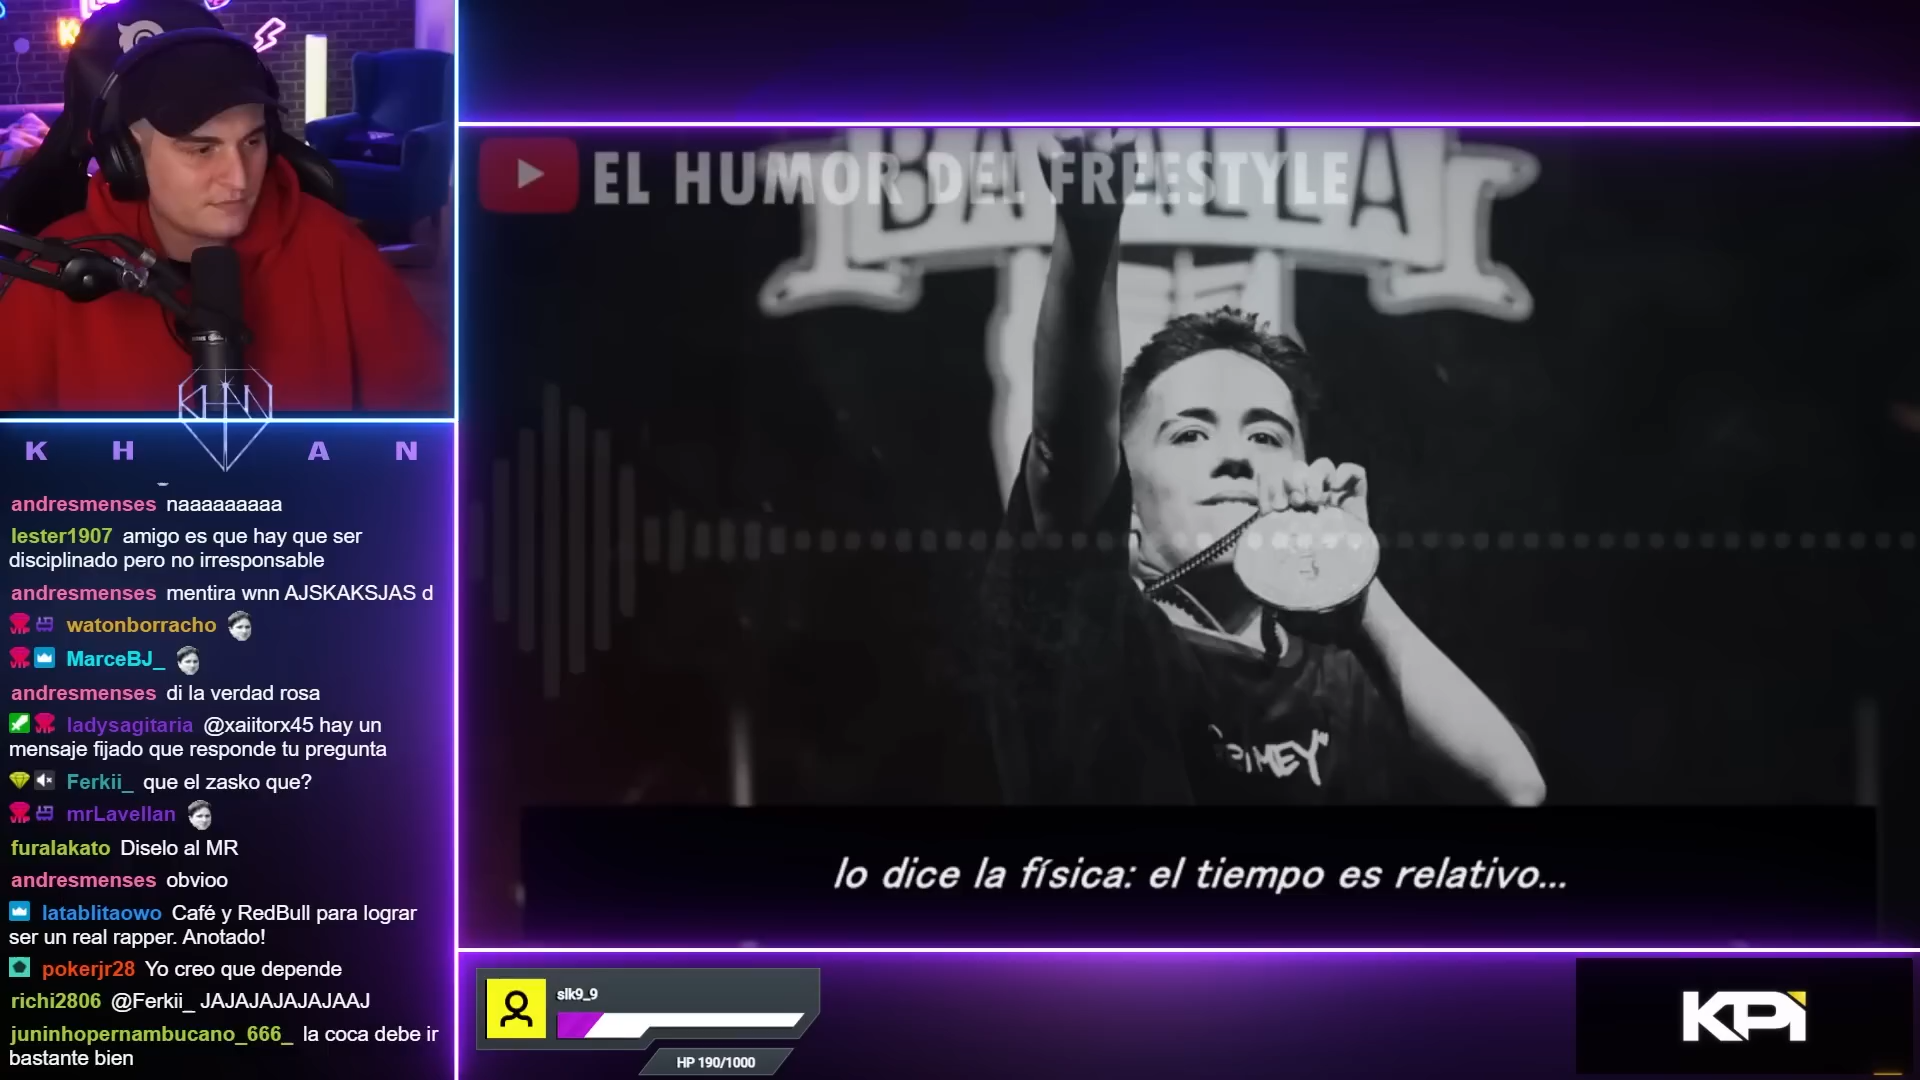 BATALLA
EL HUMOR DEL FREESTYLE
KHAN
K H A N
andresmenses naaaaaaaaa
lester1907 amigo es que hay que ser
disciplinado pero no irresponsable
andresmenses mentira wnn AJSKAKSJAS d
watonborracho
MarceBJ_
andresmenses di la verdad rosa
ladysagitaria @xaiitorx45 hay un
mensaje fijado que responde tu pregunta
Ferkii_ que el zasko que?
mrLavellan
furalakato Diselo al MR
andresmenses obvioo
latablitaowo Café y RedBull para lograr
ser un real rapper. Anotado!
pokerjr28 Yo creo que depende
richi2806 @Ferkii_ JAJAJAJAJAJAAJ
juninhopernambucano_666_ la coca debe ir
bastante bien
lo dice la física: el tiempo es relativo...
slk9_9
HP 190/1000
KPi